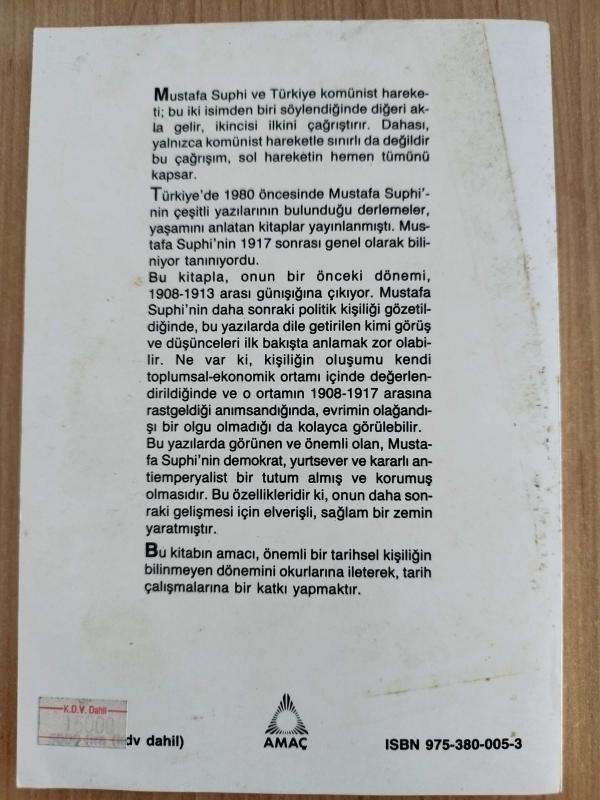 Mustafa Suphi ve Türkiye komünist hareke-
ti; bu iki isimden biri söylendiğinde diğeri ak-
la gelir, ikincisi ilkini çağrıştırır. Dahası,
yalnızca komünist hareketle sınırlı da değildir
bu çağrışım, sol hareketin hemen tümünü
kapsar.
Türkiye'de 1980 öncesinde Mustafa Suphi'-
nin çeşitli yazılarının bulunduğu derlemeler,
yaşamını anlatan kitaplar yayınlanmıştı. Mus-
tafa Suphi'nin 1917 sonrası genel olarak bili-
niyor tanınıyordu.
Bu kitapla, onun bir önceki dönemi,
1908-1913 arası günışığına çıkıyor. Mustafa
Suphi'nin daha sonraki politik kişiliği gözetil-
diğinde, bu yazılarda dile getirilen kimi görüş
ve düşünceleri ilk bakışta anlamak zor olabi-
lir. Ne var ki, kişiliğin oluşumu kendi
toplumsal-ekonomik ortamı içinde değerlen-
dirildiğinde ve o ortamın 1908-1917 arasına
rastgeldiği anımsandığında, evrimin olağandı-
şı bir olgu olmadığı da kolayca görülebilir.
Bu yazılarda görünen ve önemli olan, Musta-
fa Suphi'nin demokrat, yurtsever ve kararlı an-
tiemperyalist bir tutum almış ve korumuş
olmasıdır. Bu özellikleridir ki, onun daha son-
raki gelişmesi için elverişli, sağlam bir zemin
yaratmıştır.
Bu kitabın amacı, önemli bir tarihsel kişiliğin
bilinmeyen dönemini okurlarına ileterek, tarih
çalışmalarına bir katkı yapmaktır.
K.D.V. Dahil
15000
dv dahil)
AMAÇ
ISBN 975-380-005-3